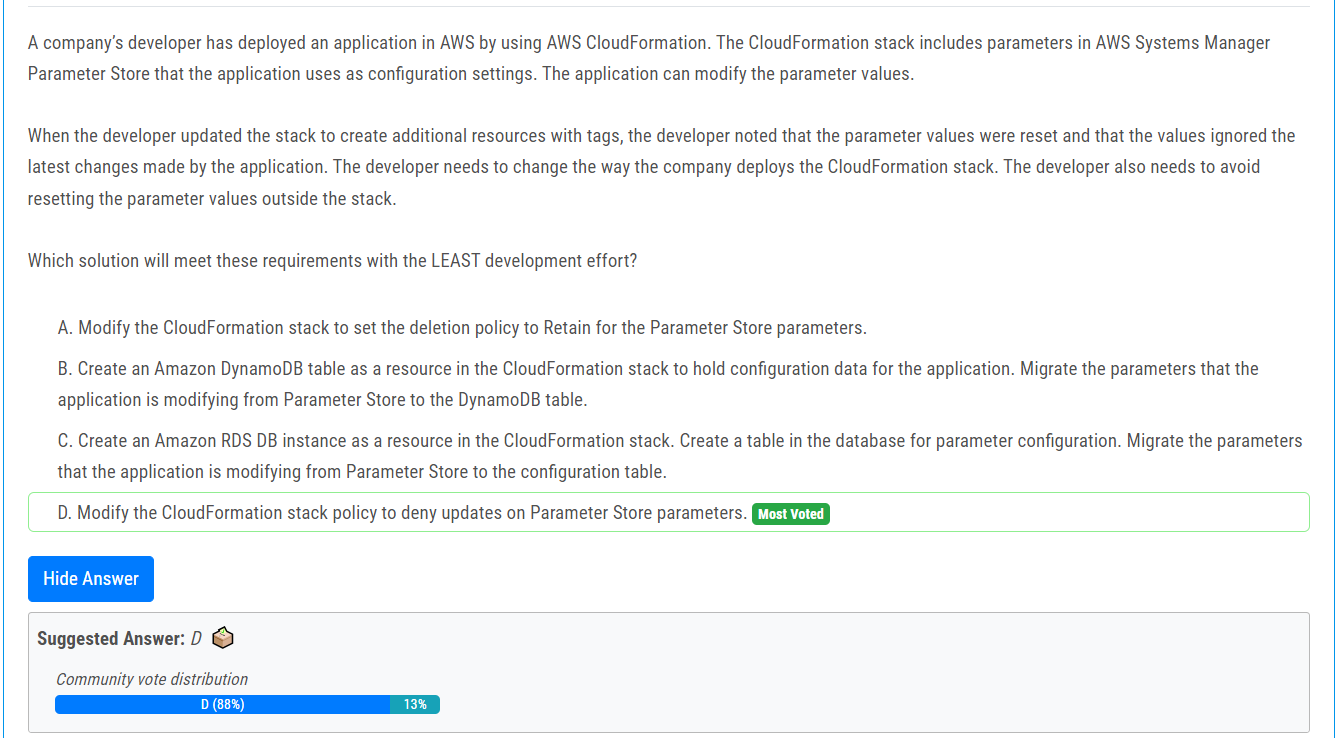 A company’s developer has deployed an application in AWS by using AWS CloudFormation. The CloudFormation stack includes parameters in AWS Systems Manager
Parameter Store that the application uses as configuration settings. The application can modify the parameter values.
When the developer updated the stack to create additional resources with tags, the developer noted that the parameter values were reset and that the values ignored the
latest changes made by the application. The developer needs to change the way the company deploys the CloudFormation stack. The developer also needs to avoid
resetting the parameter values outside the stack.
Which solution will meet these requirements with the LEAST development effort?
A. Modify the CloudFormation stack to set the deletion policy to Retain for the Parameter Store parameters.
B. Create an Amazon DynamoDB table as a resource in the CloudFormation stack to hold configuration data for the application. Migrate the parameters that the
application is modifying from Parameter Store to the DynamoDB table.
C. Create an Amazon RDS DB instance as a resource in the CloudFormation stack. Create a table in the database for parameter configuration. Migrate the parameters
that the application is modifying from Parameter Store to the configuration table.
D. Modify the CloudFormation stack policy to deny updates on Parameter Store parameters. Most Voted
Hide Answer
Suggested Answer: D
Community vote distribution
D (88%) 13%